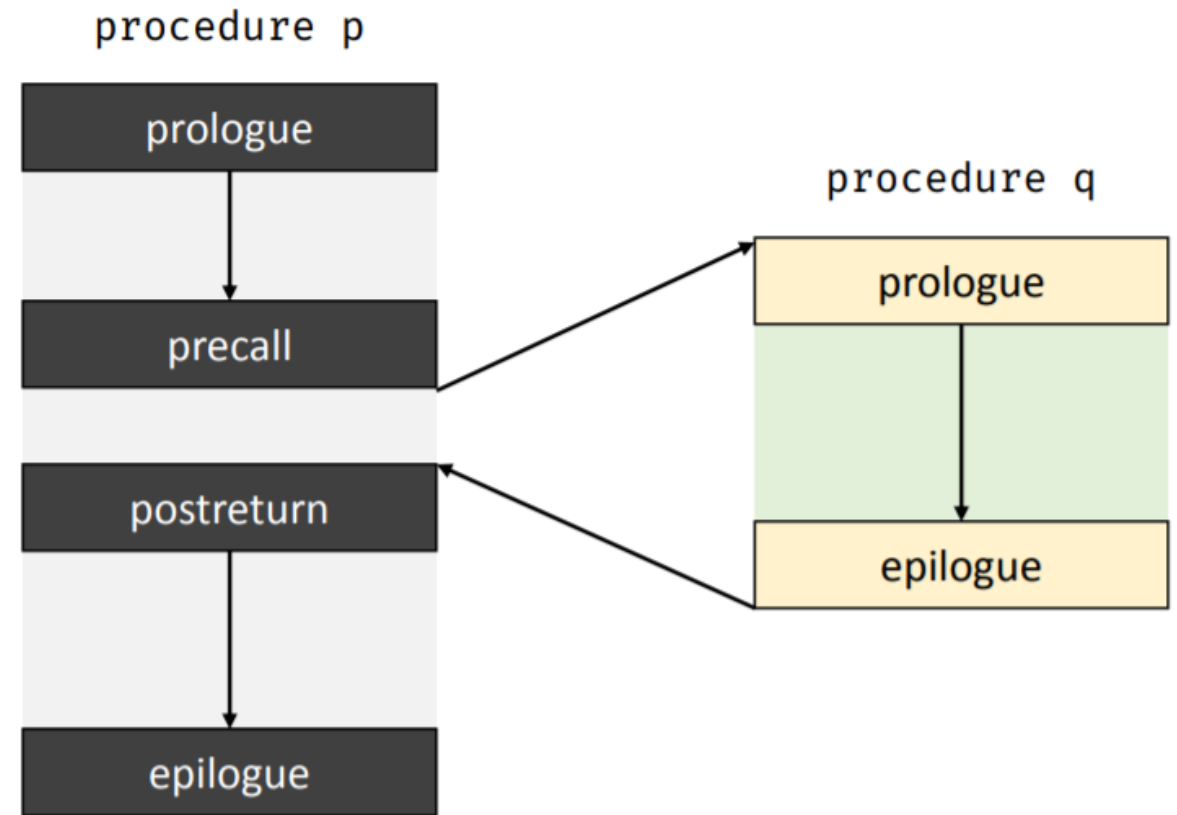 procedure p
prologue
precall
postreturn
epilogue
procedure q
prologue
epilogue